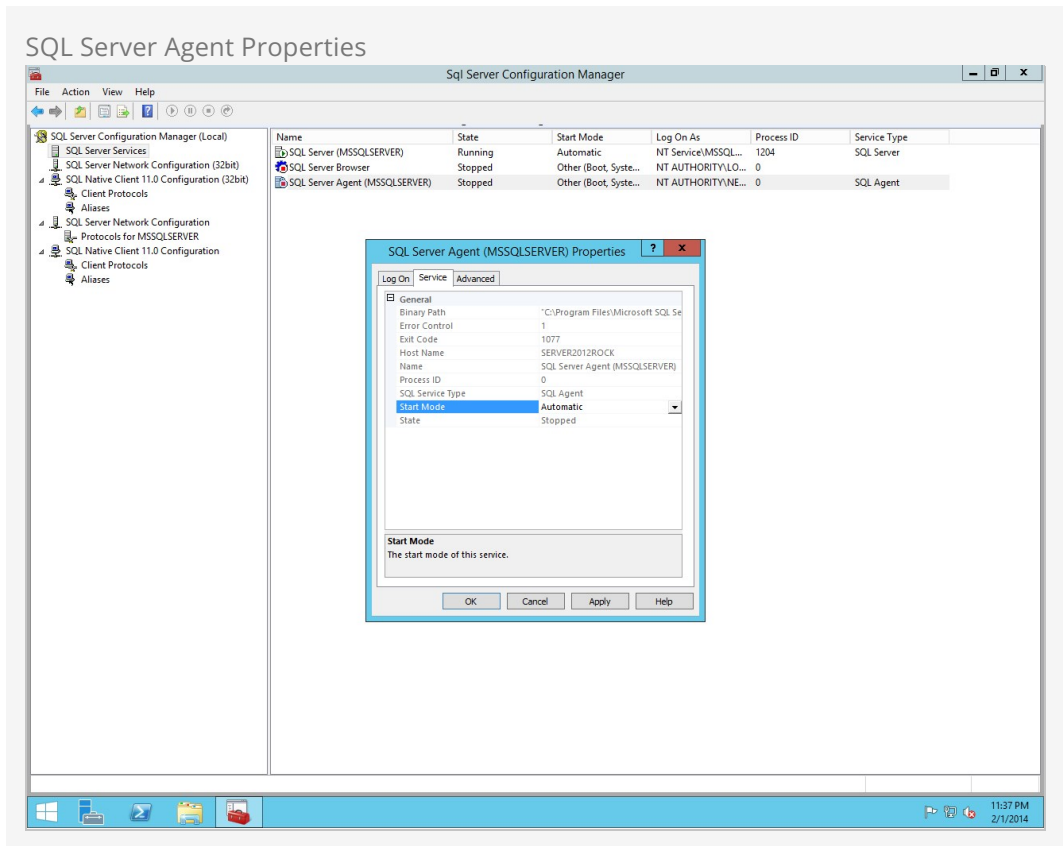 SQL Server Agent Properties
Sql Server Configuration Manager
File Action View Help
SQL Server Configuration Manager (Local)
SQL Server Services
SQL Server Network Configuration (32bit)
SQL Native Client 11.0 Configuration (32bit)
Client Protocols
Aliases
SQL Server Network Configuration
Protocols for MSSQLSERVER
SQL Native Client 11.0 Configuration
Client Protocols
Aliases
Name State Start Mode Log On As Process ID Service Type
SQL Server (MSSQLSERVER) Running Automatic NT Service\MSSQL... 1204 SQL Server
SQL Server Browser Stopped Other (Boot, Syste... NT AUTHORITY\LO... 0
SQL Server Agent (MSSQLSERVER) Stopped Other (Boot, Syste... NT AUTHORITY\NE... 0 SQL Agent
SQL Server Agent (MSSQLSERVER) Properties ? x
Log On Service Advanced
General
Binary Path "C:\Program Files\Microsoft SQL Se
Error Control 1
Exit Code 1077
Host Name SERVER2012ROCK
Name SQL Server Agent (MSSQLSERVER)
Process ID 0
SQL Service Type SQL Agent
Start Mode Automatic
State Stopped
Start Mode
The start mode of this service.
OK Cancel Apply Help
11:37 PM
2/1/2014